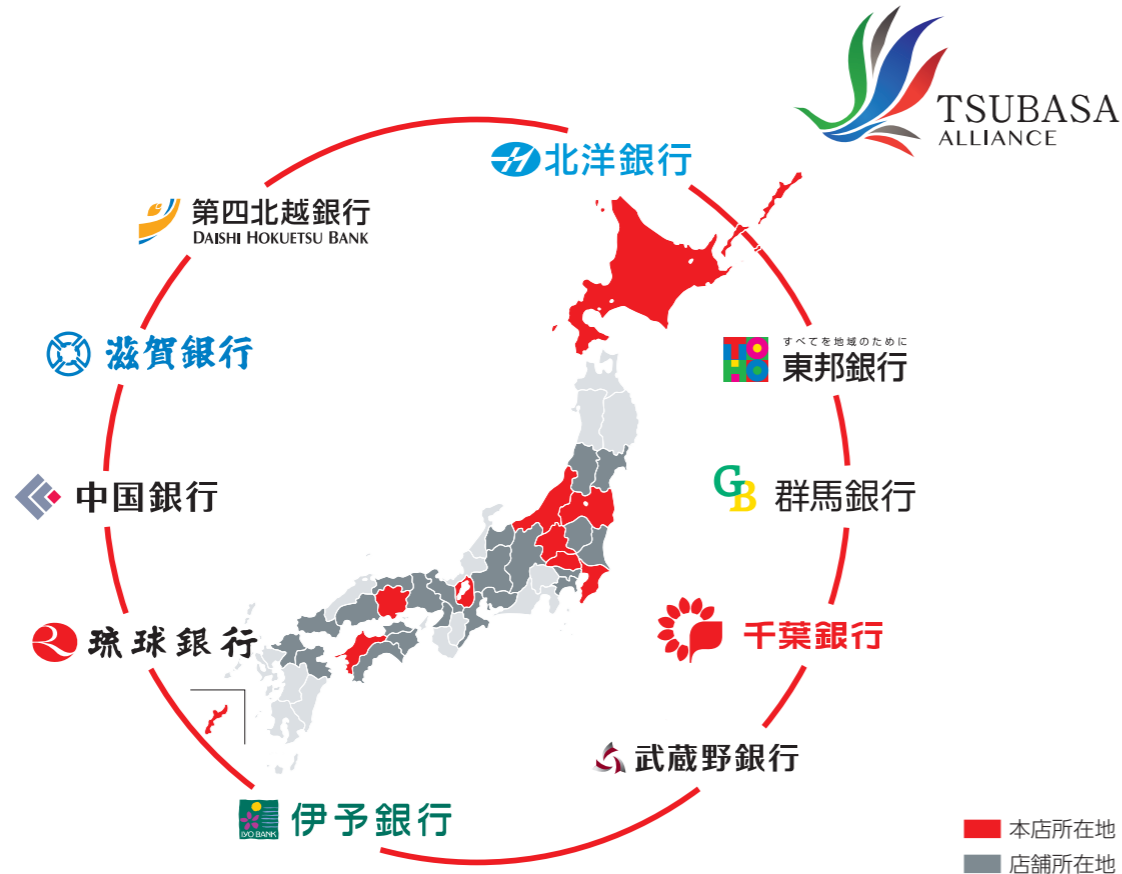 TSUBASA
ALLIANCE
北洋銀行
第四北越銀行
DAISHI HOKUETSU BANK
滋賀銀行
TO
HO
すべてを地域のために
東邦銀行
中国銀行
GB
群馬銀行
琉球銀行
千葉銀行
武蔵野銀行
IYO BANK
伊予銀行
本店所在地
店舗所在地